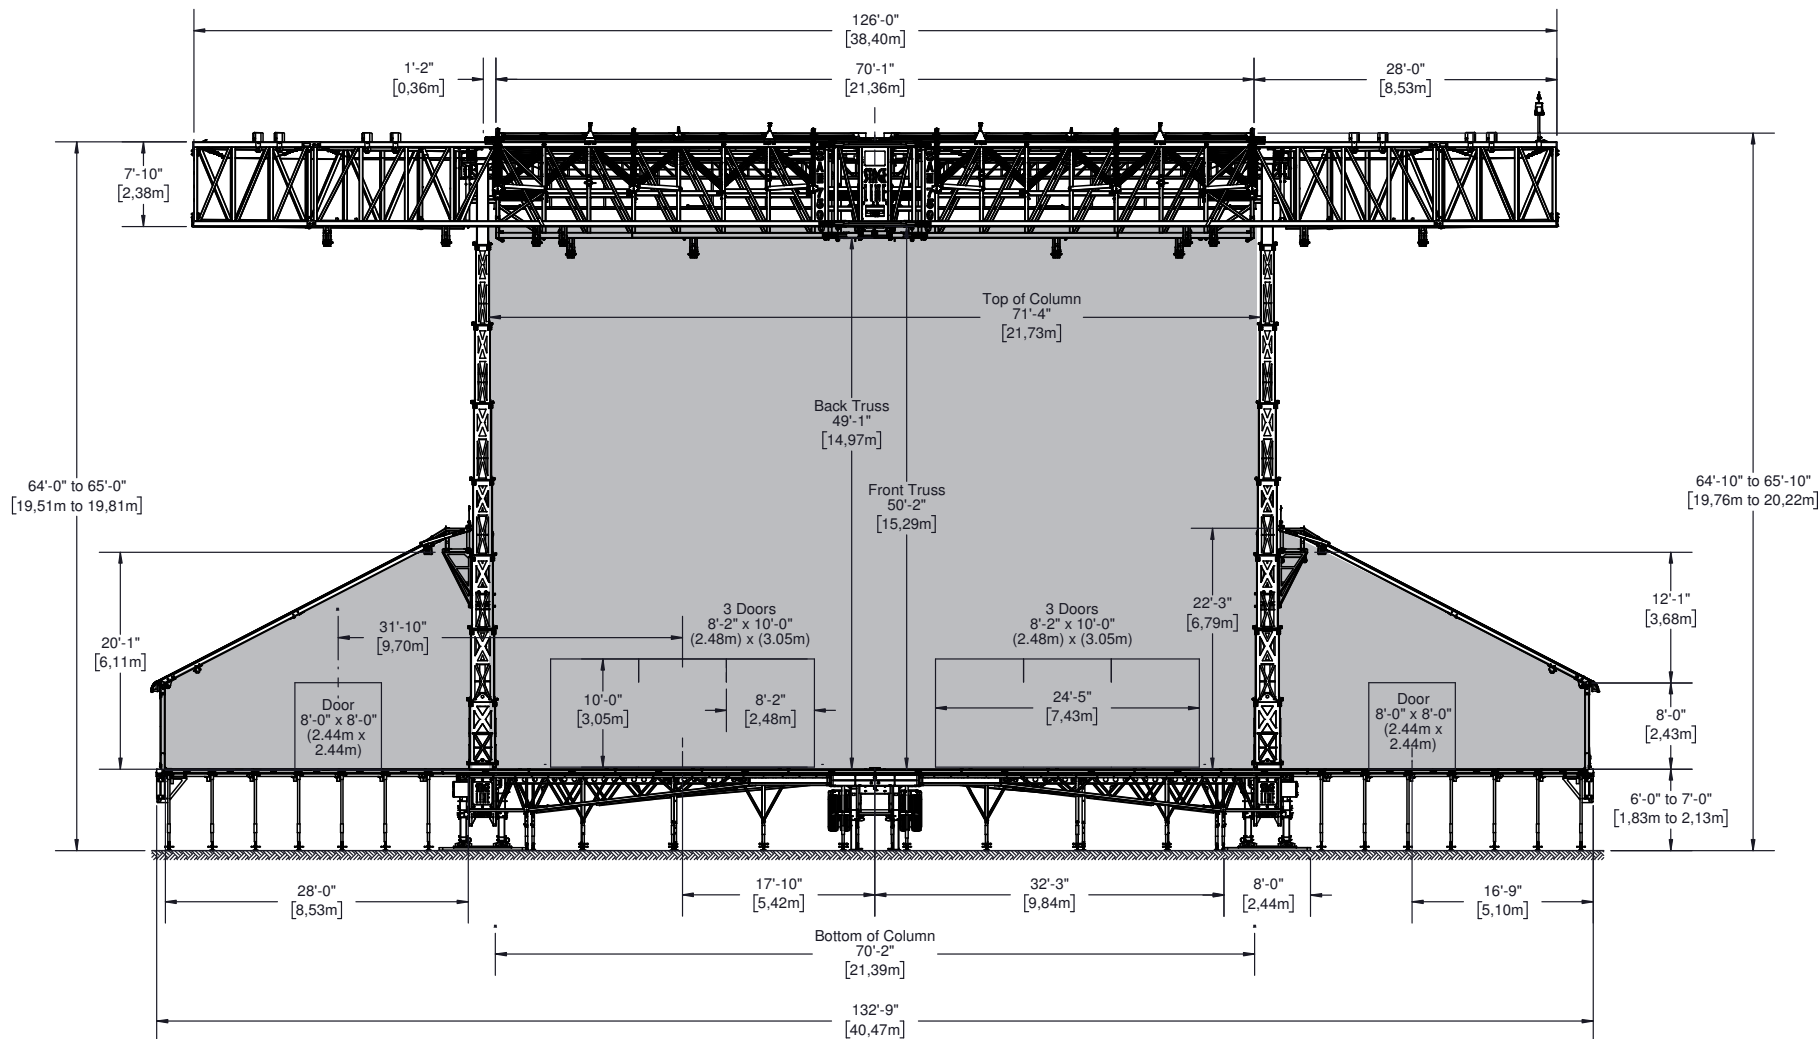 126'-0"
[38,40m]
1'-2"
[0,36m]
70'-1"
[21,36m]
28'-0"
[8,53m]
7'-10"
[2,38m]
Top of Column
71'-4"
[21,73m]
Back Truss
49'-1"
[14,97m]
64'-0" to 65'-0"
[19,51m to 19,81m]
Front Truss
50'-2"
[15,29m]
64'-10" to 65'-10"
[19,76m to 20,22m]
20'-1"
[6,11m]
31'-10"
[9,70m]
3 Doors
8'-2" x 10'-0"
(2.48m) x (3.05m)
3 Doors
8'-2" x 10'-0"
(2.48m) x (3.05m)
22'-3"
[6,79m]
12'-1"
[3,68m]
Door
8'-0" x 8'-0"
(2.44m x
2.44m)
10'-0"
[3,05m]
8'-2"
[2,48m]
24'-5"
[7,43m]
Door
8'-0" x 8'-0"
(2.44m x
2.44m)
8'-0"
[2,43m]
6'-0" to 7'-0"
[1,83m to 2,13m]
28'-0"
[8,53m]
17'-10"
[5,42m]
32'-3"
[9,84m]
8'-0"
[2,44m]
16'-9"
[5,10m]
Bottom of Column
70'-2"
[21,39m]
132'-9"
[40,47m]